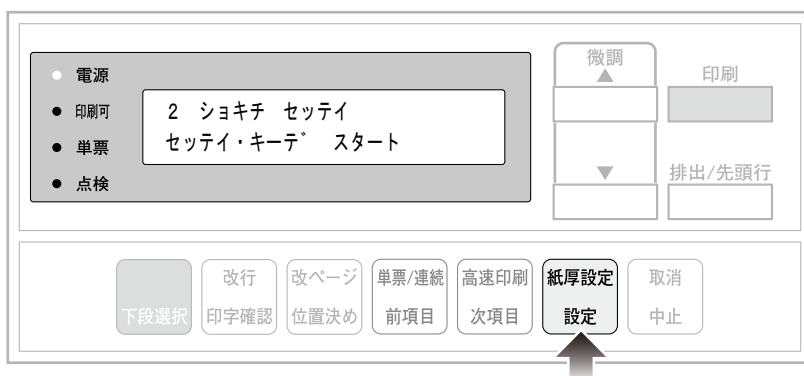 微調
▲
印刷
電源
印刷可
単票
点検
2 ショキチ セッテイ
セッテイ・キーデ゛ スタート
▼
排出/先頭行
下段選択
改行
印字確認
改ページ
位置決め
単票/連続
前項目
高速印刷
次項目
紙厚設定
設定
取消
中止